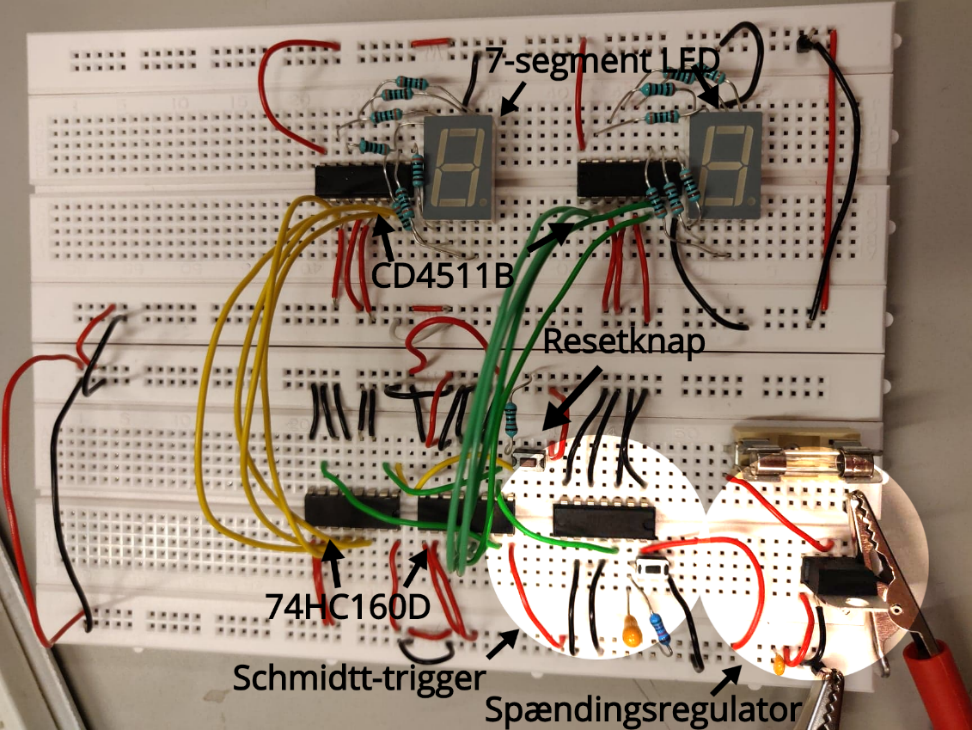 7-segment LED
CD4511B
Resetknap
74HC160D
Schmidtt-trigger
Spændingsregulator